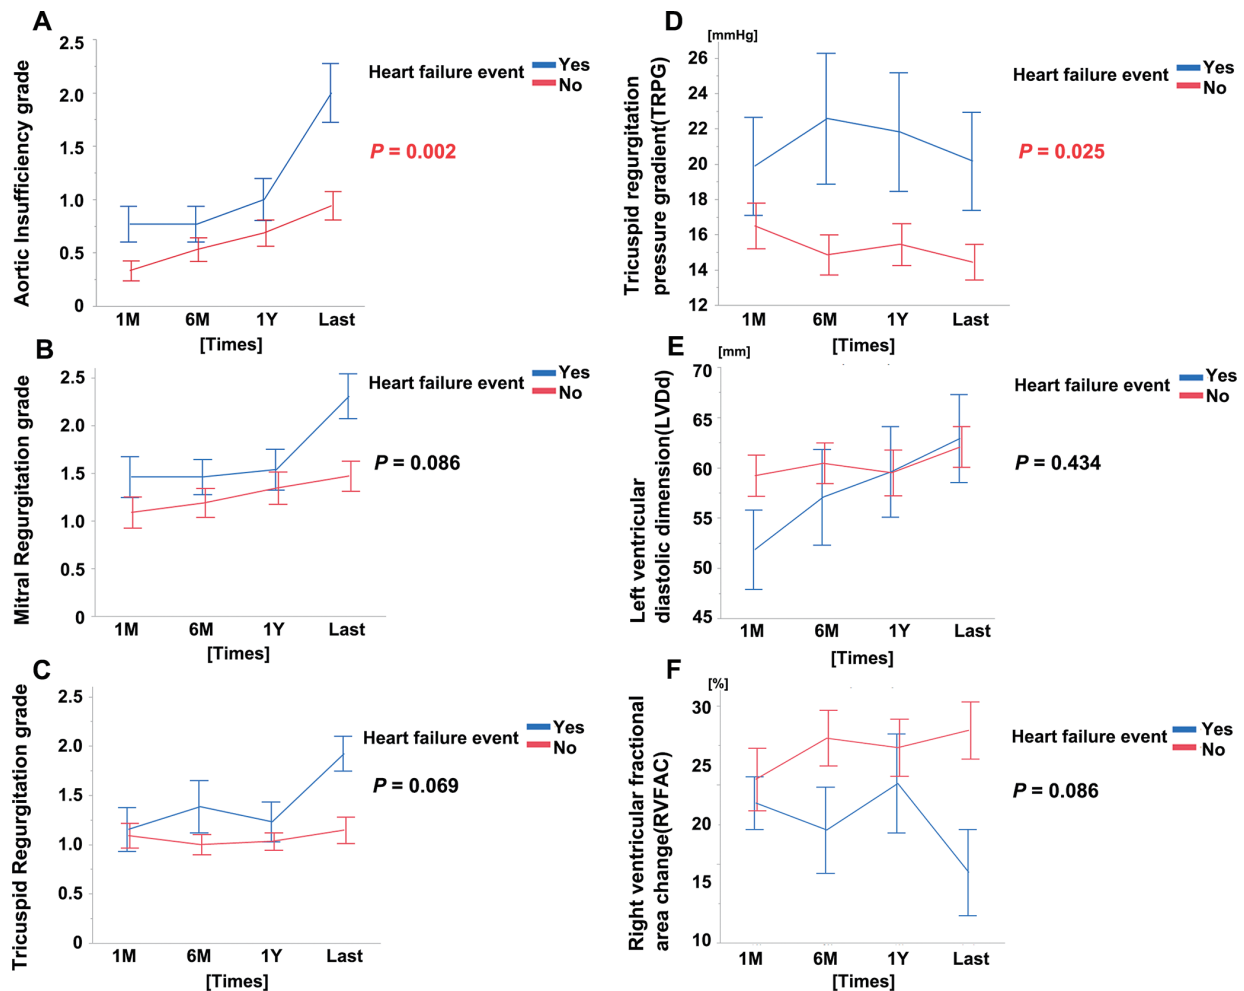 A
Aortic Insufficiency grade
2.5
2.0
1.5
1.0
0.5
0
1M 6M 1Y Last
[Times]
Heart failure event
Yes
No
P = 0.002
B
Mitral Regurgitation grade
2.5
2.0
1.5
1.0
0.5
0
1M 6M 1Y Last
[Times]
Heart failure event
Yes
No
P = 0.086
C
Tricuspid Regurgitation grade
2.5
2.0
1.5
1.0
0.5
0
1M 6M 1Y Last
[Times]
Heart failure event
Yes
No
P = 0.069
D
[mmHg]
Tricuspid regurgitation
pressure gradient(TRPG)
26
24
22
20
18
16
14
12
1M 6M 1Y Last
[Times]
Heart failure event
Yes
No
P = 0.025
E
[mm]
Left ventricular
diastolic dimension(LVDd)
70
65
60
55
50
45
1M 6M 1Y Last
[Times]
Heart failure event
Yes
No
P = 0.434
F
[%]
Right ventricular fractional
area change(RVFAC)
30
25
20
15
10
1M 6M 1Y Last
[Times]
Heart failure event
Yes
No
P = 0.086